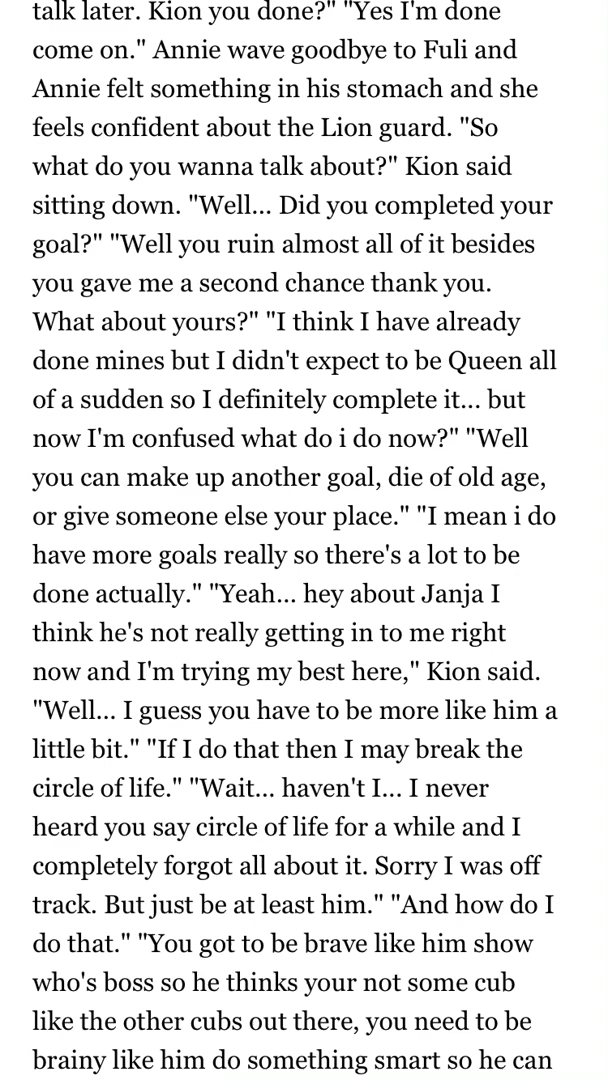 talk later. Kion you done?" "Yes I'm done
come on." Annie wave goodbye to Fuli and
Annie felt something in his stomach and she
feels confident about the Lion guard. "So
what do you wanna talk about?" Kion said
sitting down. "Well... Did you completed your
goal?" "Well you ruin almost all of it besides
you gave me a second chance thank you.
What about yours?" "I think I have already
done mines but I didn't expect to be Queen all
of a sudden so I definitely complete it... but
now I'm confused what do i do now?" "Well
you can make up another goal, die of old age,
or give someone else your place." "I mean i do
have more goals really so there's a lot to be
done actually." "Yeah... hey about Janja I
think he's not really getting in to me right
now and I'm trying my best here," Kion said.
"Well... I guess you have to be more like him a
little bit." "If I do that then I may break the
circle of life." "Wait... haven't I... I never
heard you say circle of life for a while and I
completely forgot all about it. Sorry I was off
track. But just be at least him." "And how do I
do that." "You got to be brave like him show
who's boss so he thinks your not some cub
like the other cubs out there, you need to be
brainy like him do something smart so he can